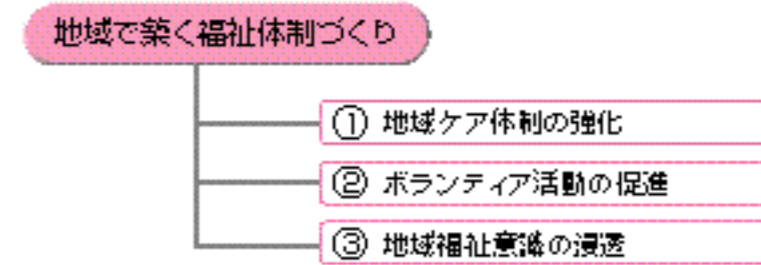 地域で築く福祉体制づくり
① 地域ケア体制の強化
② ボランティア活動の促進
③ 地域福祉意識の浸透